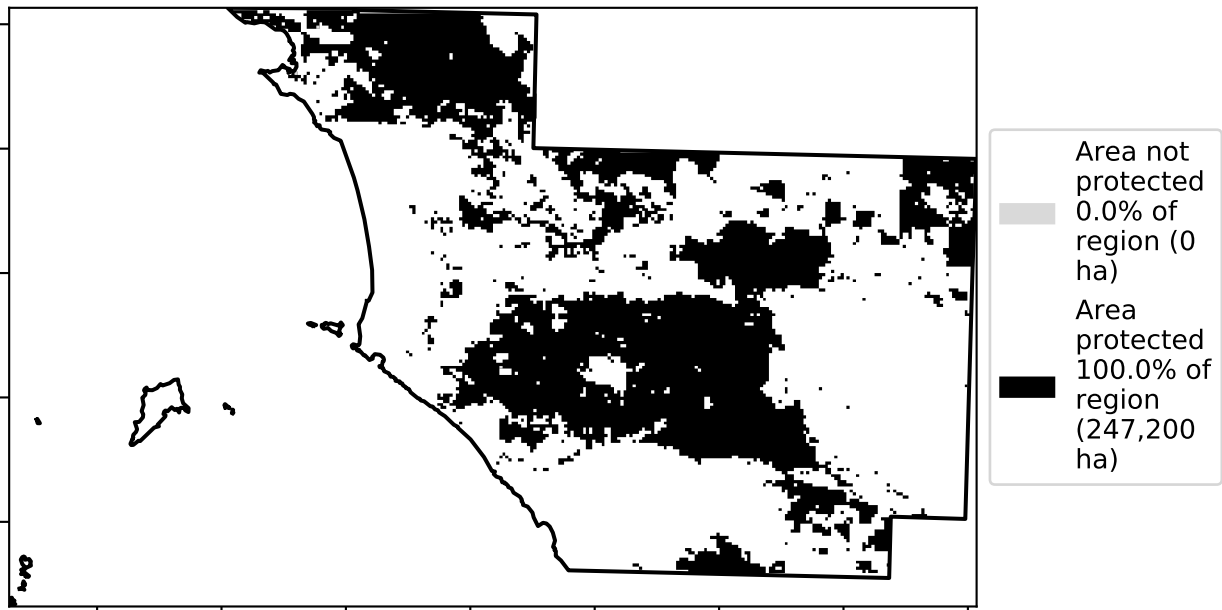 Area not
protected
0.0% of
region (0
ha)
Area
protected
100.0% of
region
(247,200
ha)